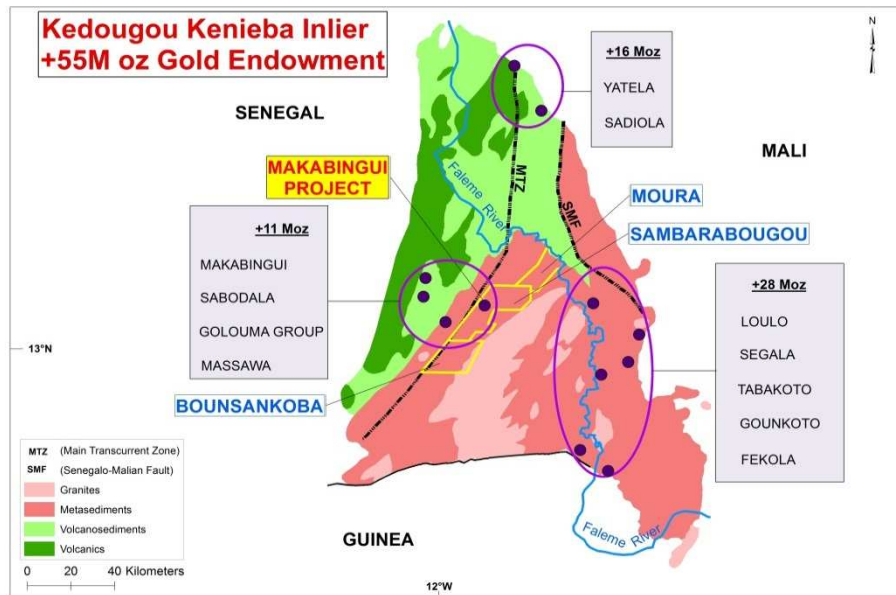 Kedougou Kenieba Inlier
+55M oz Gold Endowment
N
+16 Moz
YATELA
SADIOLA
SENEGAL
MALI
MAKABINGUI
PROJECT
Faleme River
MTZ
SMF
MOURA
SAMBARABOUGOU
+11 Moz
MAKABINGUI
SABODALA
GOLOUMA GROUP
MASSAWA
+28 Moz
LOULO
SEGALA
TABAKOTO
GOUNKOTO
FEKOLA
13°N
BOUNSANKOBA
MTZ (Main Transcurrent Zone)
SMF (Senegalo-Malian Fault)
Granites
Metasediments
Volcanosediments
Volcanics
0 20 40 Kilometers
GUINEA
Faleme River
12°W